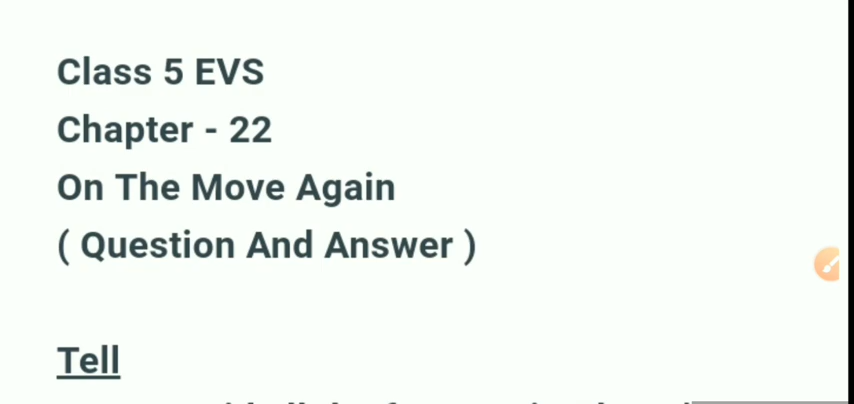 Class 5 EVS
Chapter - 22
On The Move Again
( Question And Answer )
Tell